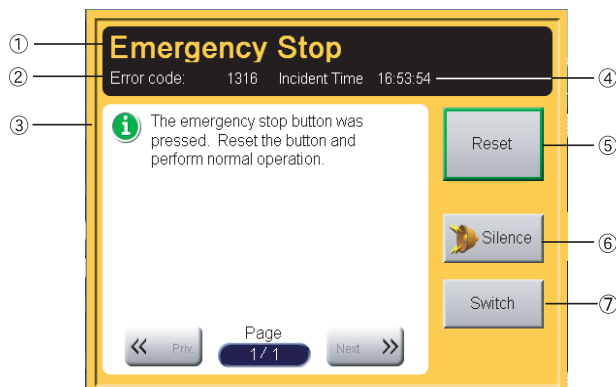 ① Emergency Stop
② Error code: 1316 Incident Time 16:53:54 ④
③ The emergency stop button was
pressed. Reset the button and
perform normal operation.
Reset ⑤
Silence ⑥
Switch ⑦
Priv. Page Next
1 / 1